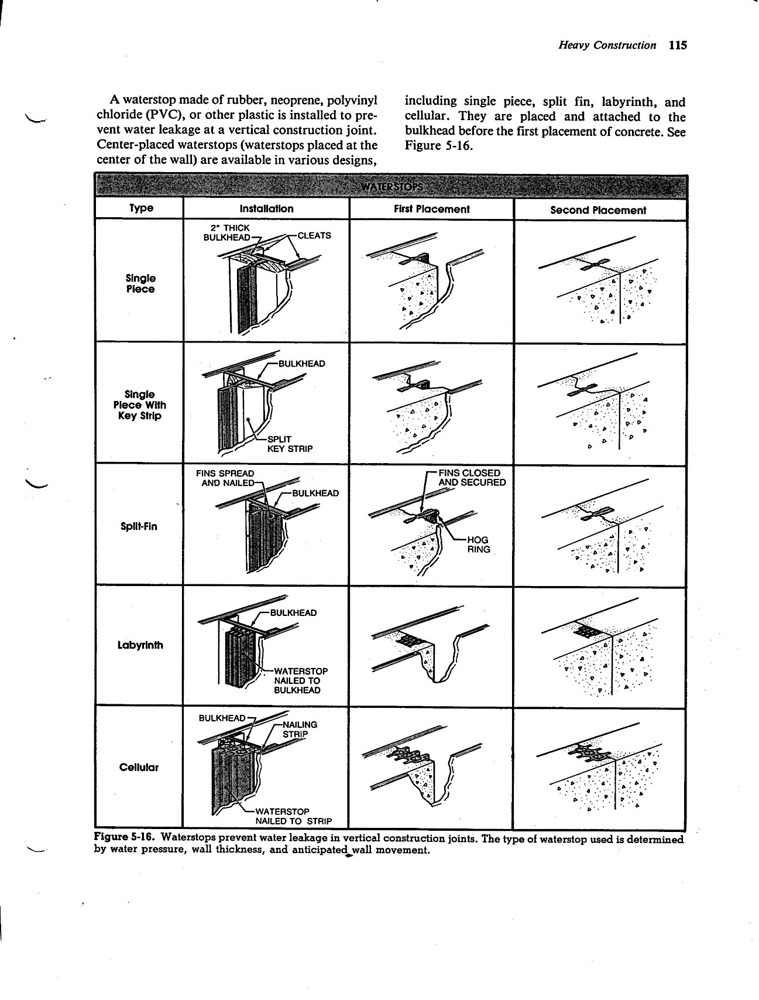 Heavy Construction 115
A waterstop made of rubber, neoprene, polyvinyl
chloride (PVC), or other plastic is installed to pre-
vent water leakage at a vertical construction joint.
Center-placed waterstops (waterstops placed at the
center of the wall) are available in various designs,
including single piece, split fin, labyrinth, and
cellular. They are placed and attached to the
bulkhead before the first placement of concrete. See
Figure 5-16.
WATERSTOPS
Type
Installation
First Placement
Second Placement
Single
Piece
2" THICK
BULKHEAD
CLEATS
Single
Piece With
Key Strip
BULKHEAD
SPLIT
KEY STRIP
Split-Fin
FINS SPREAD
AND NAILED
BULKHEAD
FINS CLOSED
AND SECURED
HOG
RING
Labyrinth
BULKHEAD
WATERSTOP
NAILED TO
BULKHEAD
Cellular
BULKHEAD
NAILING
STRIP
WATERSTOP
NAILED TO STRIP
Figure 5-16. Waterstops prevent water leakage in vertical construction joints. The type of waterstop used is determined
by water pressure, wall thickness, and anticipated wall movement.